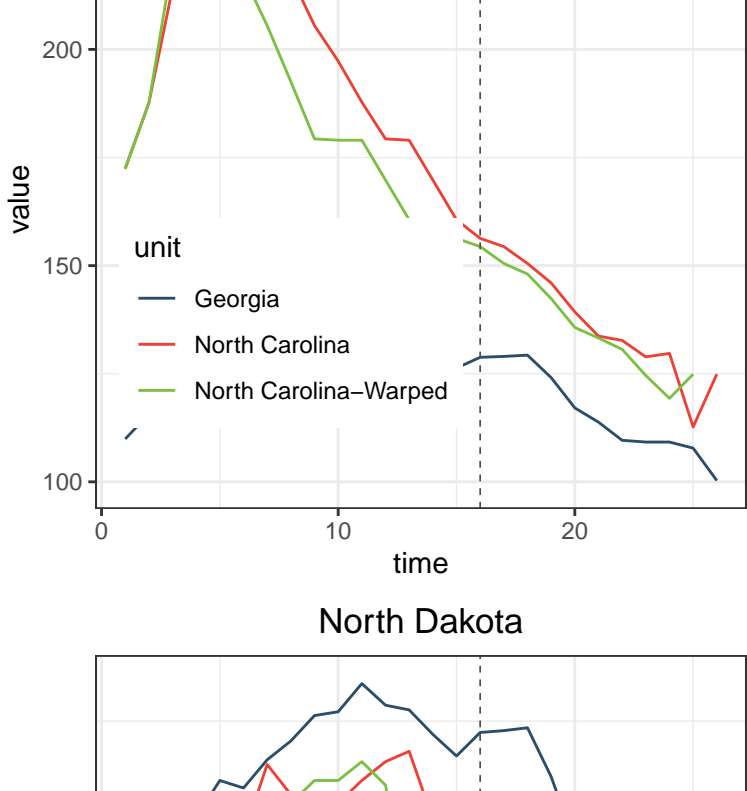 200
150
100
value
unit
Georgia
North Carolina
North Carolina−Warped
0 10 20
time
North Dakota